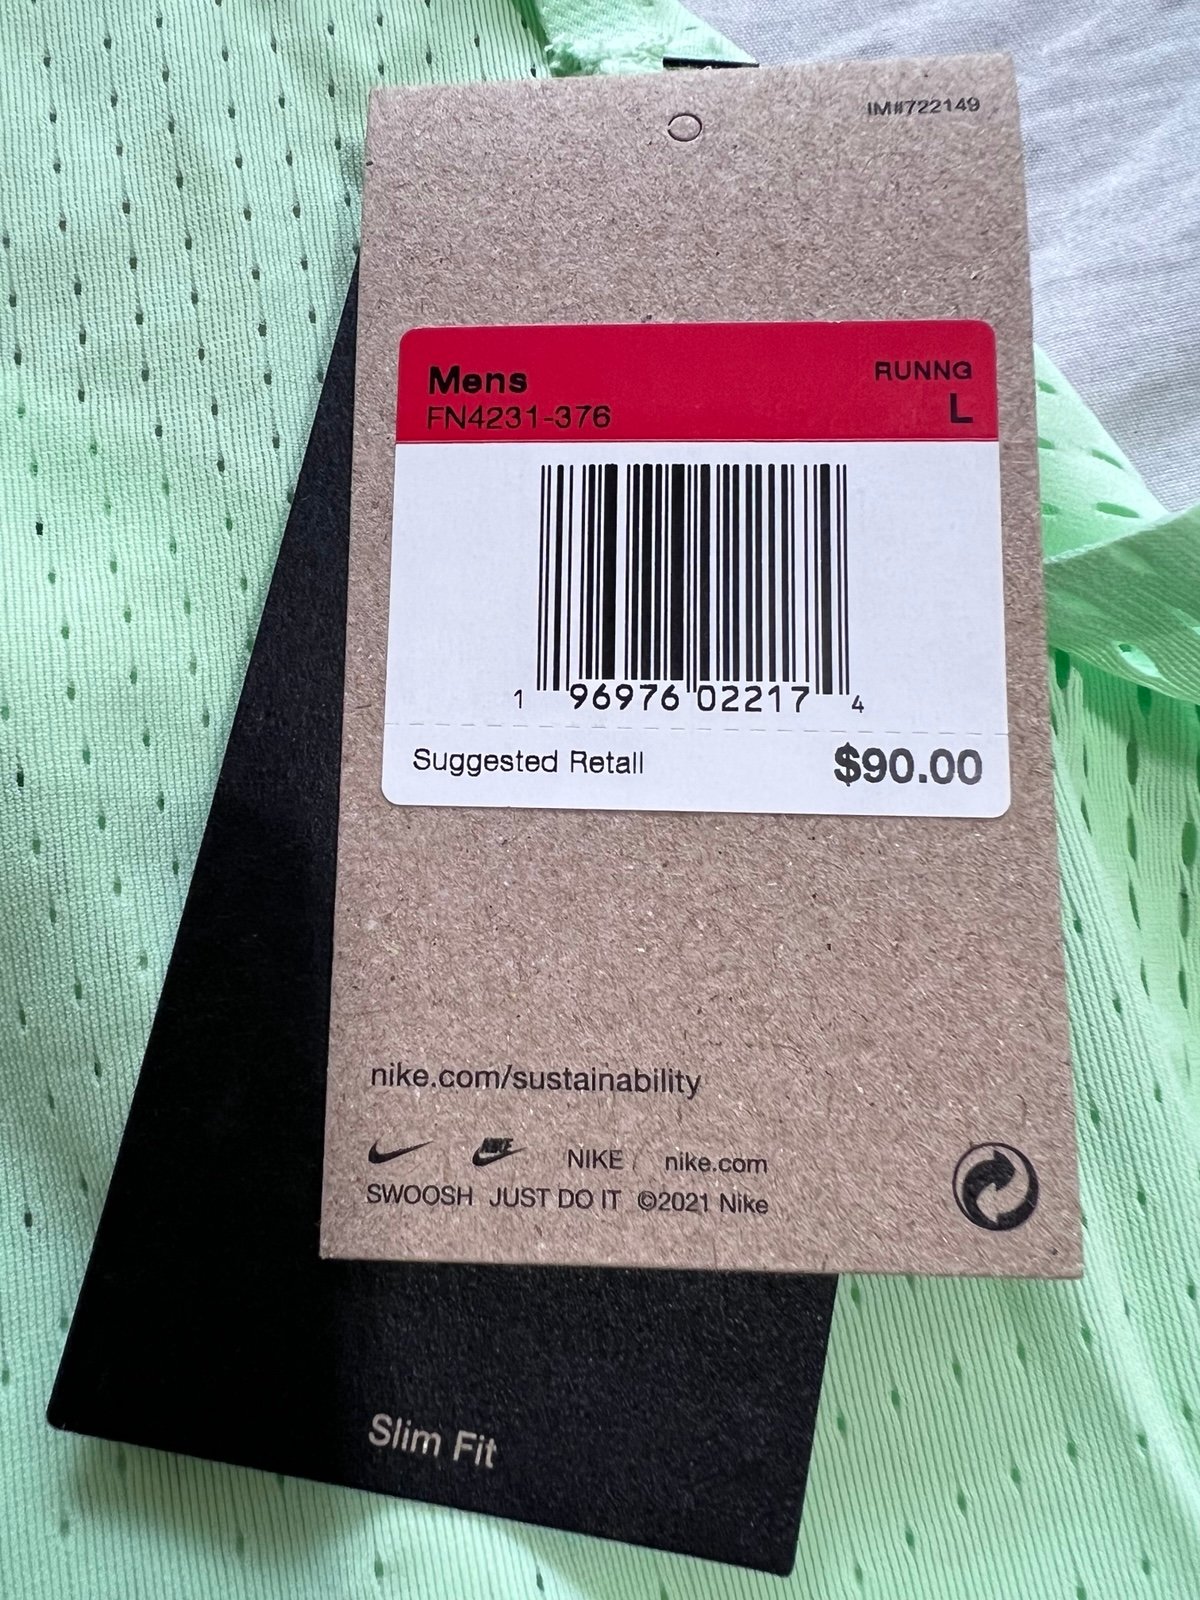 IM#722149
Mens RUNNG
FN4231-376 L
1 96976 02217 4
Suggested Retail $90.00
nike.com/sustainability
NIKE NIKE nike.com
SWOOSH JUST DO IT ©2021 Nike
Slim Fit